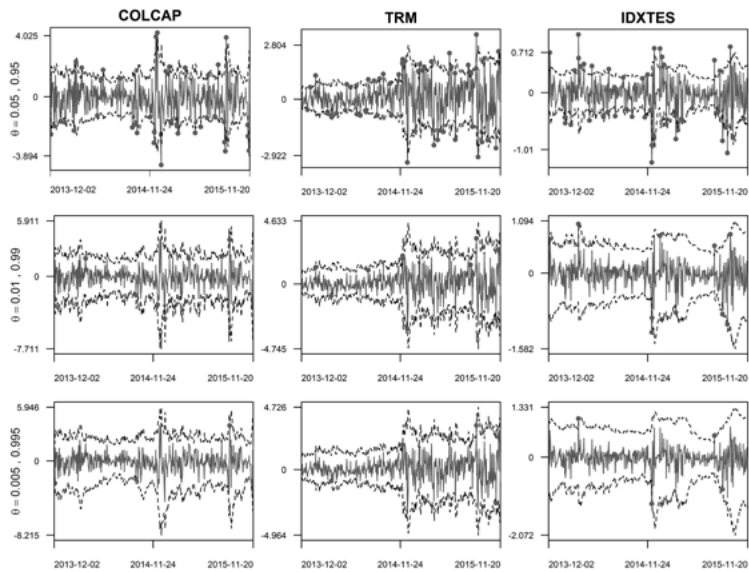 COLCAP TRM IDXTES
θ = 0.05 , 0.95
4.025 0 -3.894
2.804 0 -2.922
0.712 0 -1.01
2013-12-02 2014-11-24 2015-11-20
2013-12-02 2014-11-24 2015-11-20
2013-12-02 2014-11-24 2015-11-20
θ = 0.01 , 0.99
5.911 0 -7.711
4.633 0 -4.745
1.094 0 -1.582
2013-12-02 2014-11-24 2015-11-20
2013-12-02 2014-11-24 2015-11-20
2013-12-02 2014-11-24 2015-11-20
θ = 0.005 , 0.995
5.946 0 -8.215
4.726 0 -4.964
1.331 0 -2.072
2013-12-02 2014-11-24 2015-11-20
2013-12-02 2014-11-24 2015-11-20
2013-12-02 2014-11-24 2015-11-20